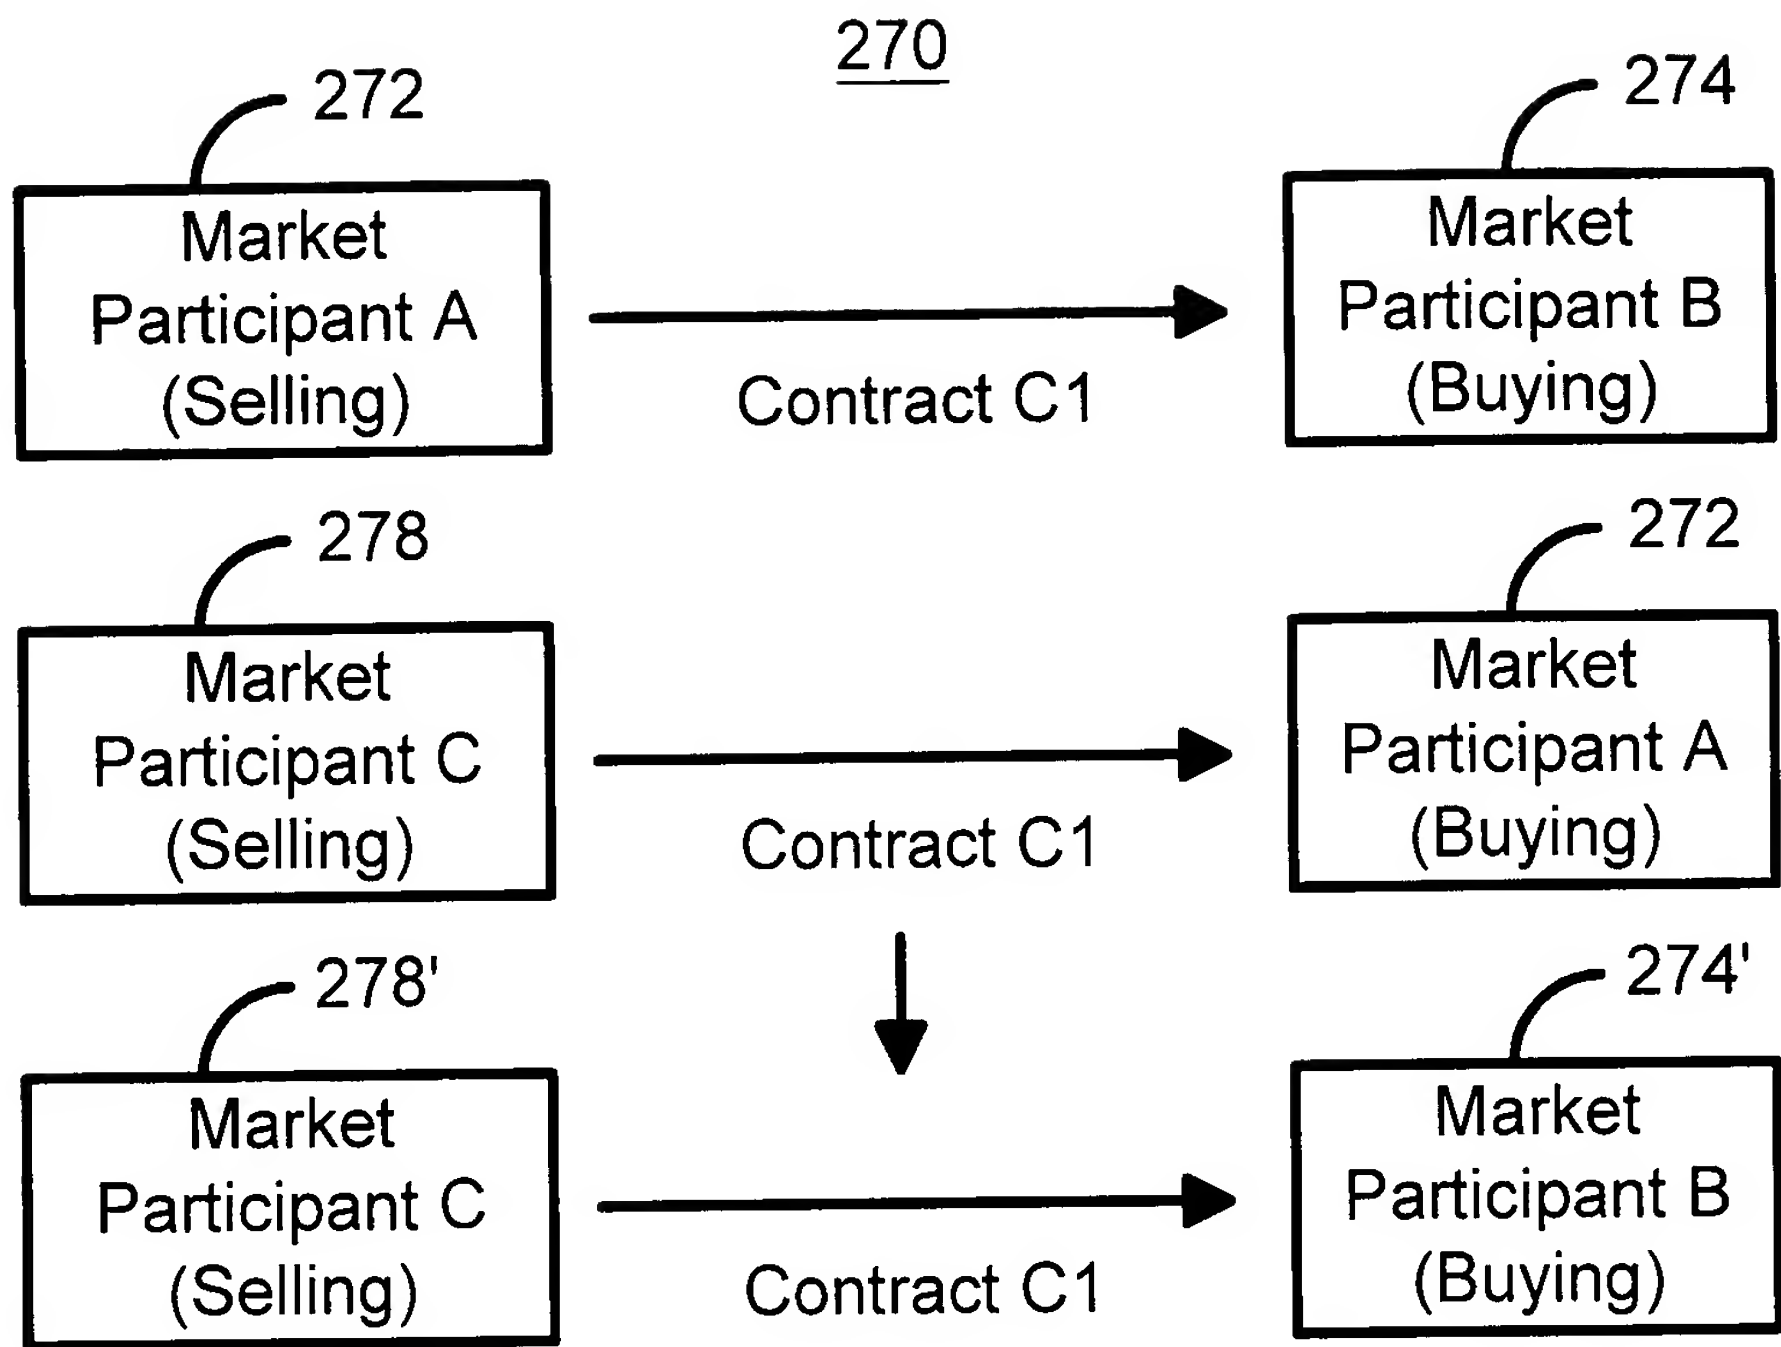 270
272
274
Market
Participant A
(Selling)
Contract C1
Market
Participant B
(Buying)
278
272
Market
Participant C
(Selling)
Contract C1
Market
Participant A
(Buying)
278'
274'
Market
Participant C
(Selling)
Contract C1
Market
Participant B
(Buying)